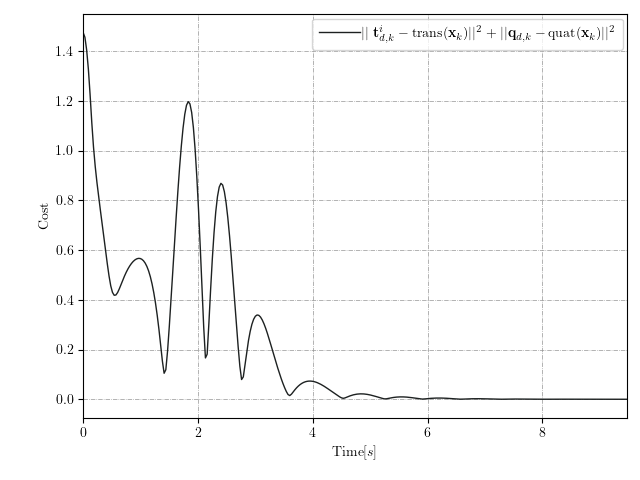 || t^i_{d,k} − trans(x_k)||^2 + ||q_{d,k} − quat(x_k)||^2
1.4
1.2
1.0
0.8
0.6
0.4
0.2
0.0
Cost
0 2 4 6 8
Time[s]